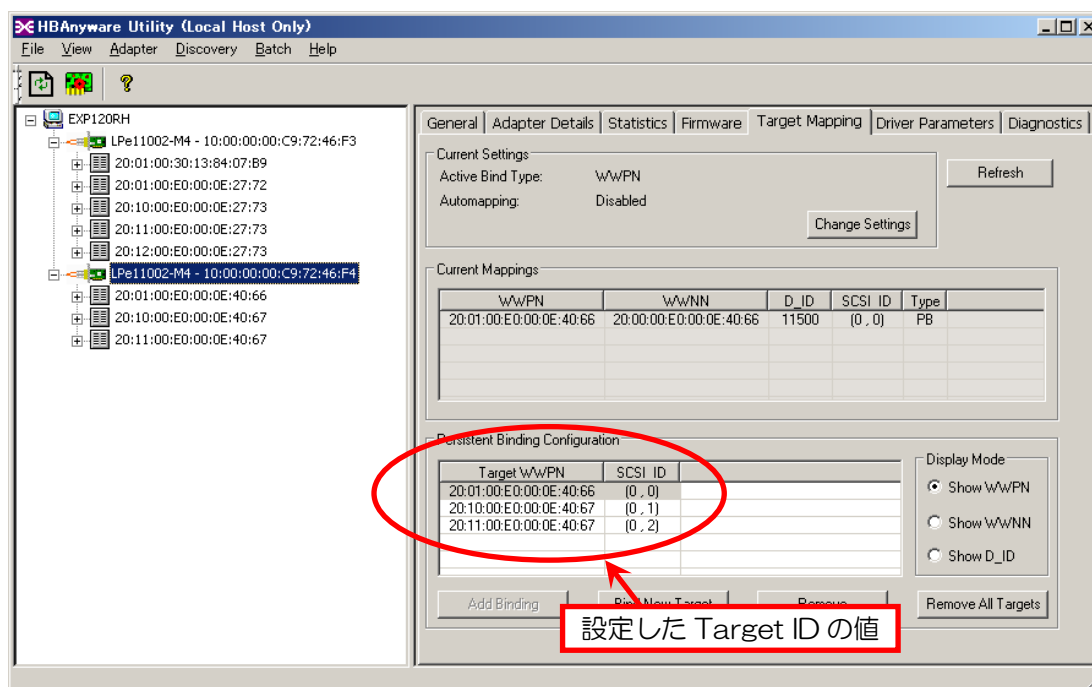 HBAnyware Utility (Local Host Only)
File View Adapter Discovery Batch Help
EXP120RH
LPe11002-M4 - 10:00:00:00:C9:72:46:F3
20:01:00:30:13:84:07:B9
20:01:00:E0:00:0E:27:72
20:10:00:E0:00:0E:27:73
20:11:00:E0:00:0E:27:73
20:12:00:E0:00:0E:27:73
LPe11002-M4 - 10:00:00:00:C9:72:46:F4
20:01:00:E0:00:0E:40:66
20:10:00:E0:00:0E:40:67
20:11:00:E0:00:0E:40:67
General Adapter Details Statistics Firmware Target Mapping Driver Parameters Diagnostics
Current Settings
Active Bind Type: WWPN
Refresh
Automapping: Disabled
Change Settings
Current Mappings
WWPN WWNN D_ID SCSI ID Type
20:01:00:E0:00:0E:40:66 20:00:00:E0:00:0E:40:66 11500 (0 , 0) PB
Persistent Binding Configuration
Target WWPN SCSI ID
20:01:00:E0:00:0E:40:66 (0 , 0)
20:10:00:E0:00:0E:40:67 (0 , 1)
20:11:00:E0:00:0E:40:67 (0 , 2)
Display Mode
Show WWPN
Show WWNN
Show D_ID
Add Binding Bind New Target Remove Remove All Targets
設定した Target ID の値